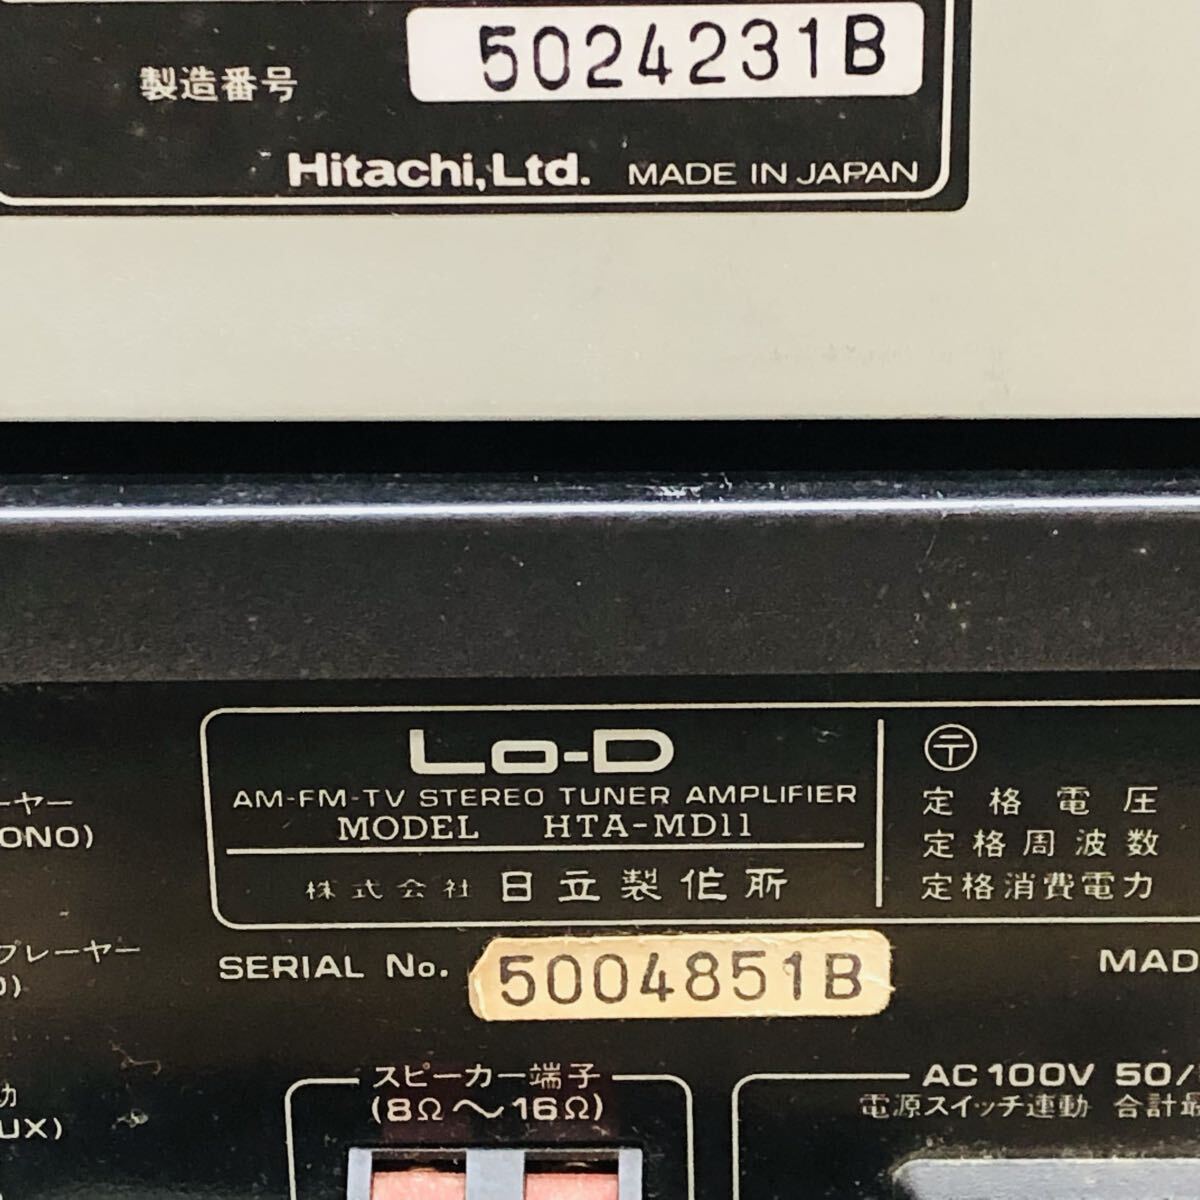 製造番号 5024231B
Hitachi,Ltd. MADE IN JAPAN
Lo-D
AM-FM-TV STEREO TUNER AMPLIFIER
MODEL HTA-MD11
株式会社 日立製作所
〒
定格電圧
定格周波数
定格消費電力
ーヤー
ONO)
プレーヤー
SERIAL No. 5004851B
MAD
スピーカー端子
(8Ω〜16Ω)
AC 100V 50/
電源スイッチ連動 合計最
UX)